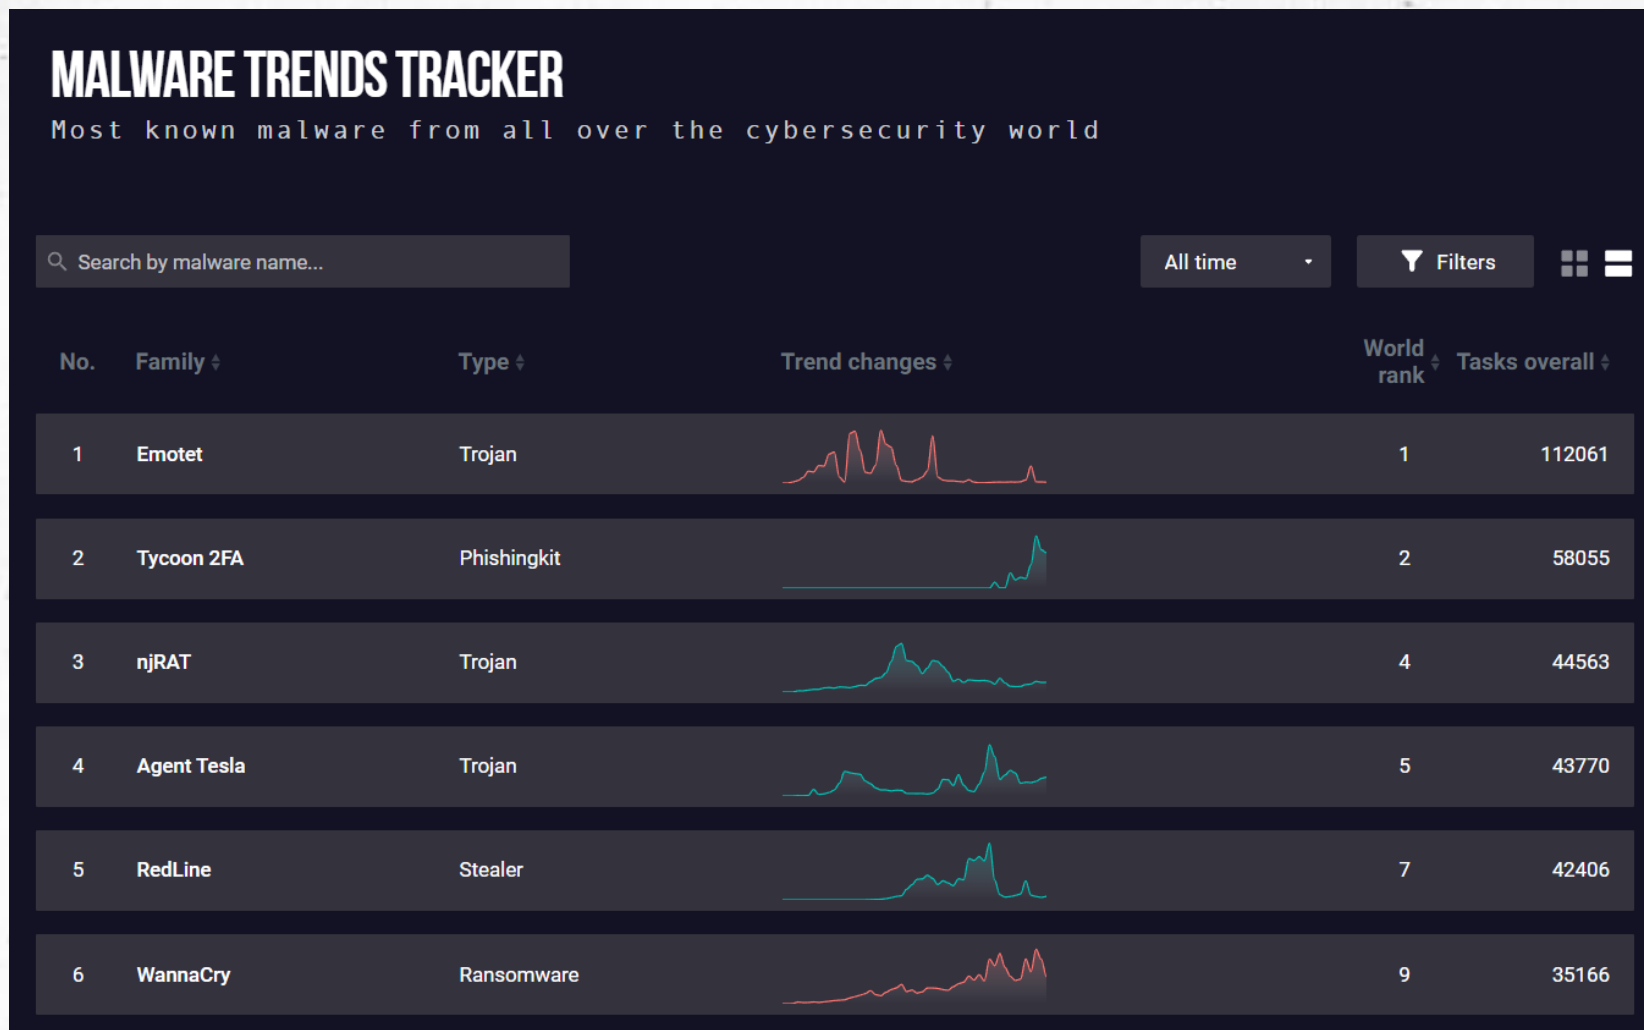 MALWARE TRENDS TRACKER
Most known malware from all over the cybersecurity world
Search by malware name...
All time
Filters
No. Family Type Trend changes World rank Tasks overall
1 Emotet Trojan 1 112061
2 Tycoon 2FA Phishingkit 2 58055
3 njRAT Trojan 4 44563
4 Agent Tesla Trojan 5 43770
5 RedLine Stealer 7 42406
6 WannaCry Ransomware 9 35166